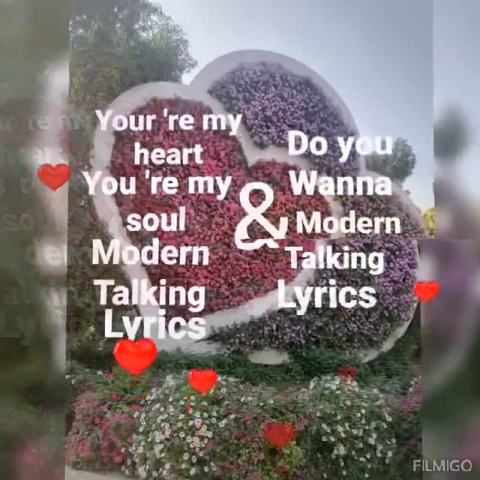 Your 're my
heart
You 're my
soul
Modern
Talking
Lyrics
&
Do you
Wanna
Modern
Talking
Lyrics
FILMIGO